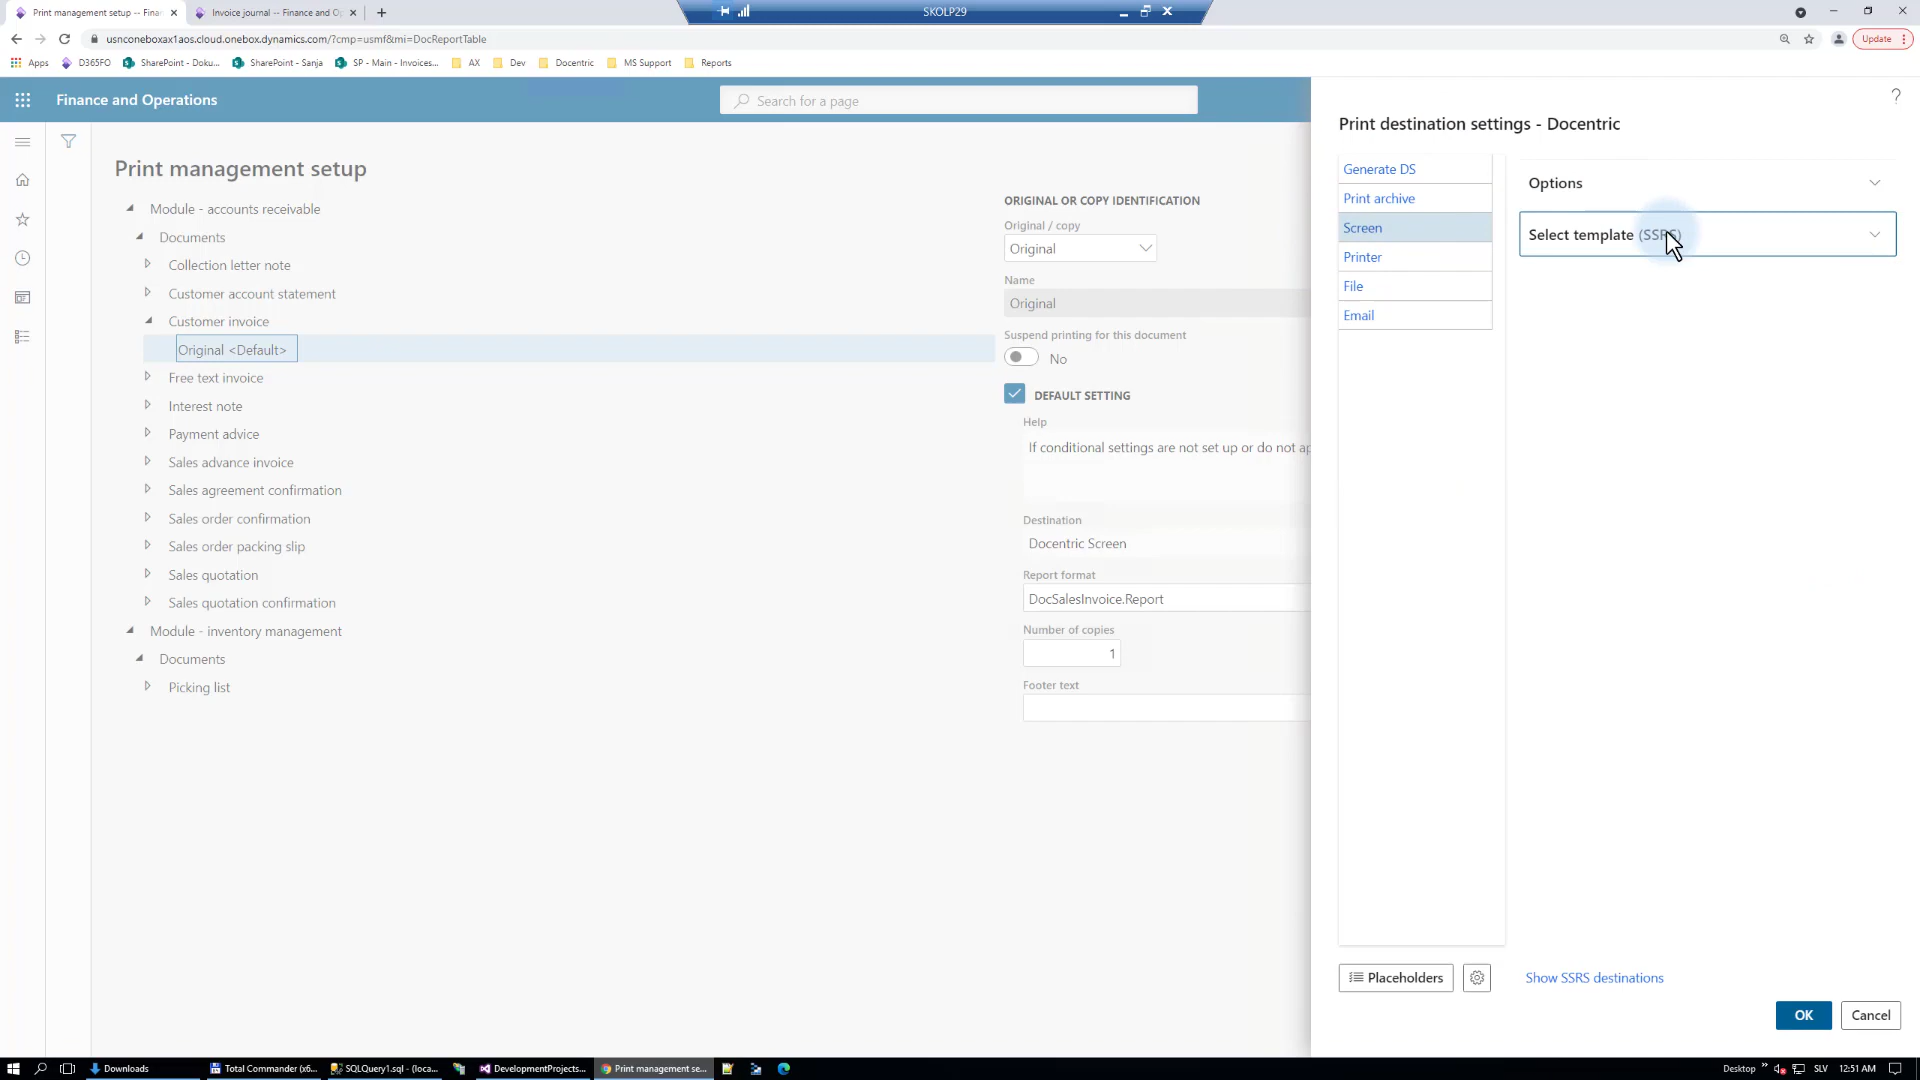 Print management setup -- Finan
Invoice journal -- Finance and Op
SKOLP29
usnconeboxax1aos.cloud.onebox.dynamics.com/?cmp=usmf&mi=DocReportTable
Update
Apps
D365FO
SharePoint - Doku...
SharePoint - Sanja
SP - Main - Invoices...
AX
Dev
Docentric
MS Support
Reports
Finance and Operations
Search for a page
?
Print management setup
Module - accounts receivable
Documents
Collection letter note
Customer account statement
Customer invoice
Original <Default>
Free text invoice
Interest note
Payment advice
Sales advance invoice
Sales agreement confirmation
Sales order confirmation
Sales order packing slip
Sales quotation
Sales quotation confirmation
Module - inventory management
Documents
Picking list
ORIGINAL OR COPY IDENTIFICATION
Original / copy
Original
Name
Original
Suspend printing for this document
No
DEFAULT SETTING
Help
If conditional settings are not set up or do not ap
Destination
Docentric Screen
Report format
DocSalesInvoice.Report
Number of copies
1
Footer text
Print destination settings - Docentric
Generate DS
Print archive
Screen
Printer
File
Email
Options
Select template (SSRS)
Placeholders
Show SSRS destinations
OK
Cancel
Downloads
Total Commander (x6...
SQLQuery1.sql - (loca...
DevelopmentProjects...
Print management se...
Desktop
SLV
12:51 AM